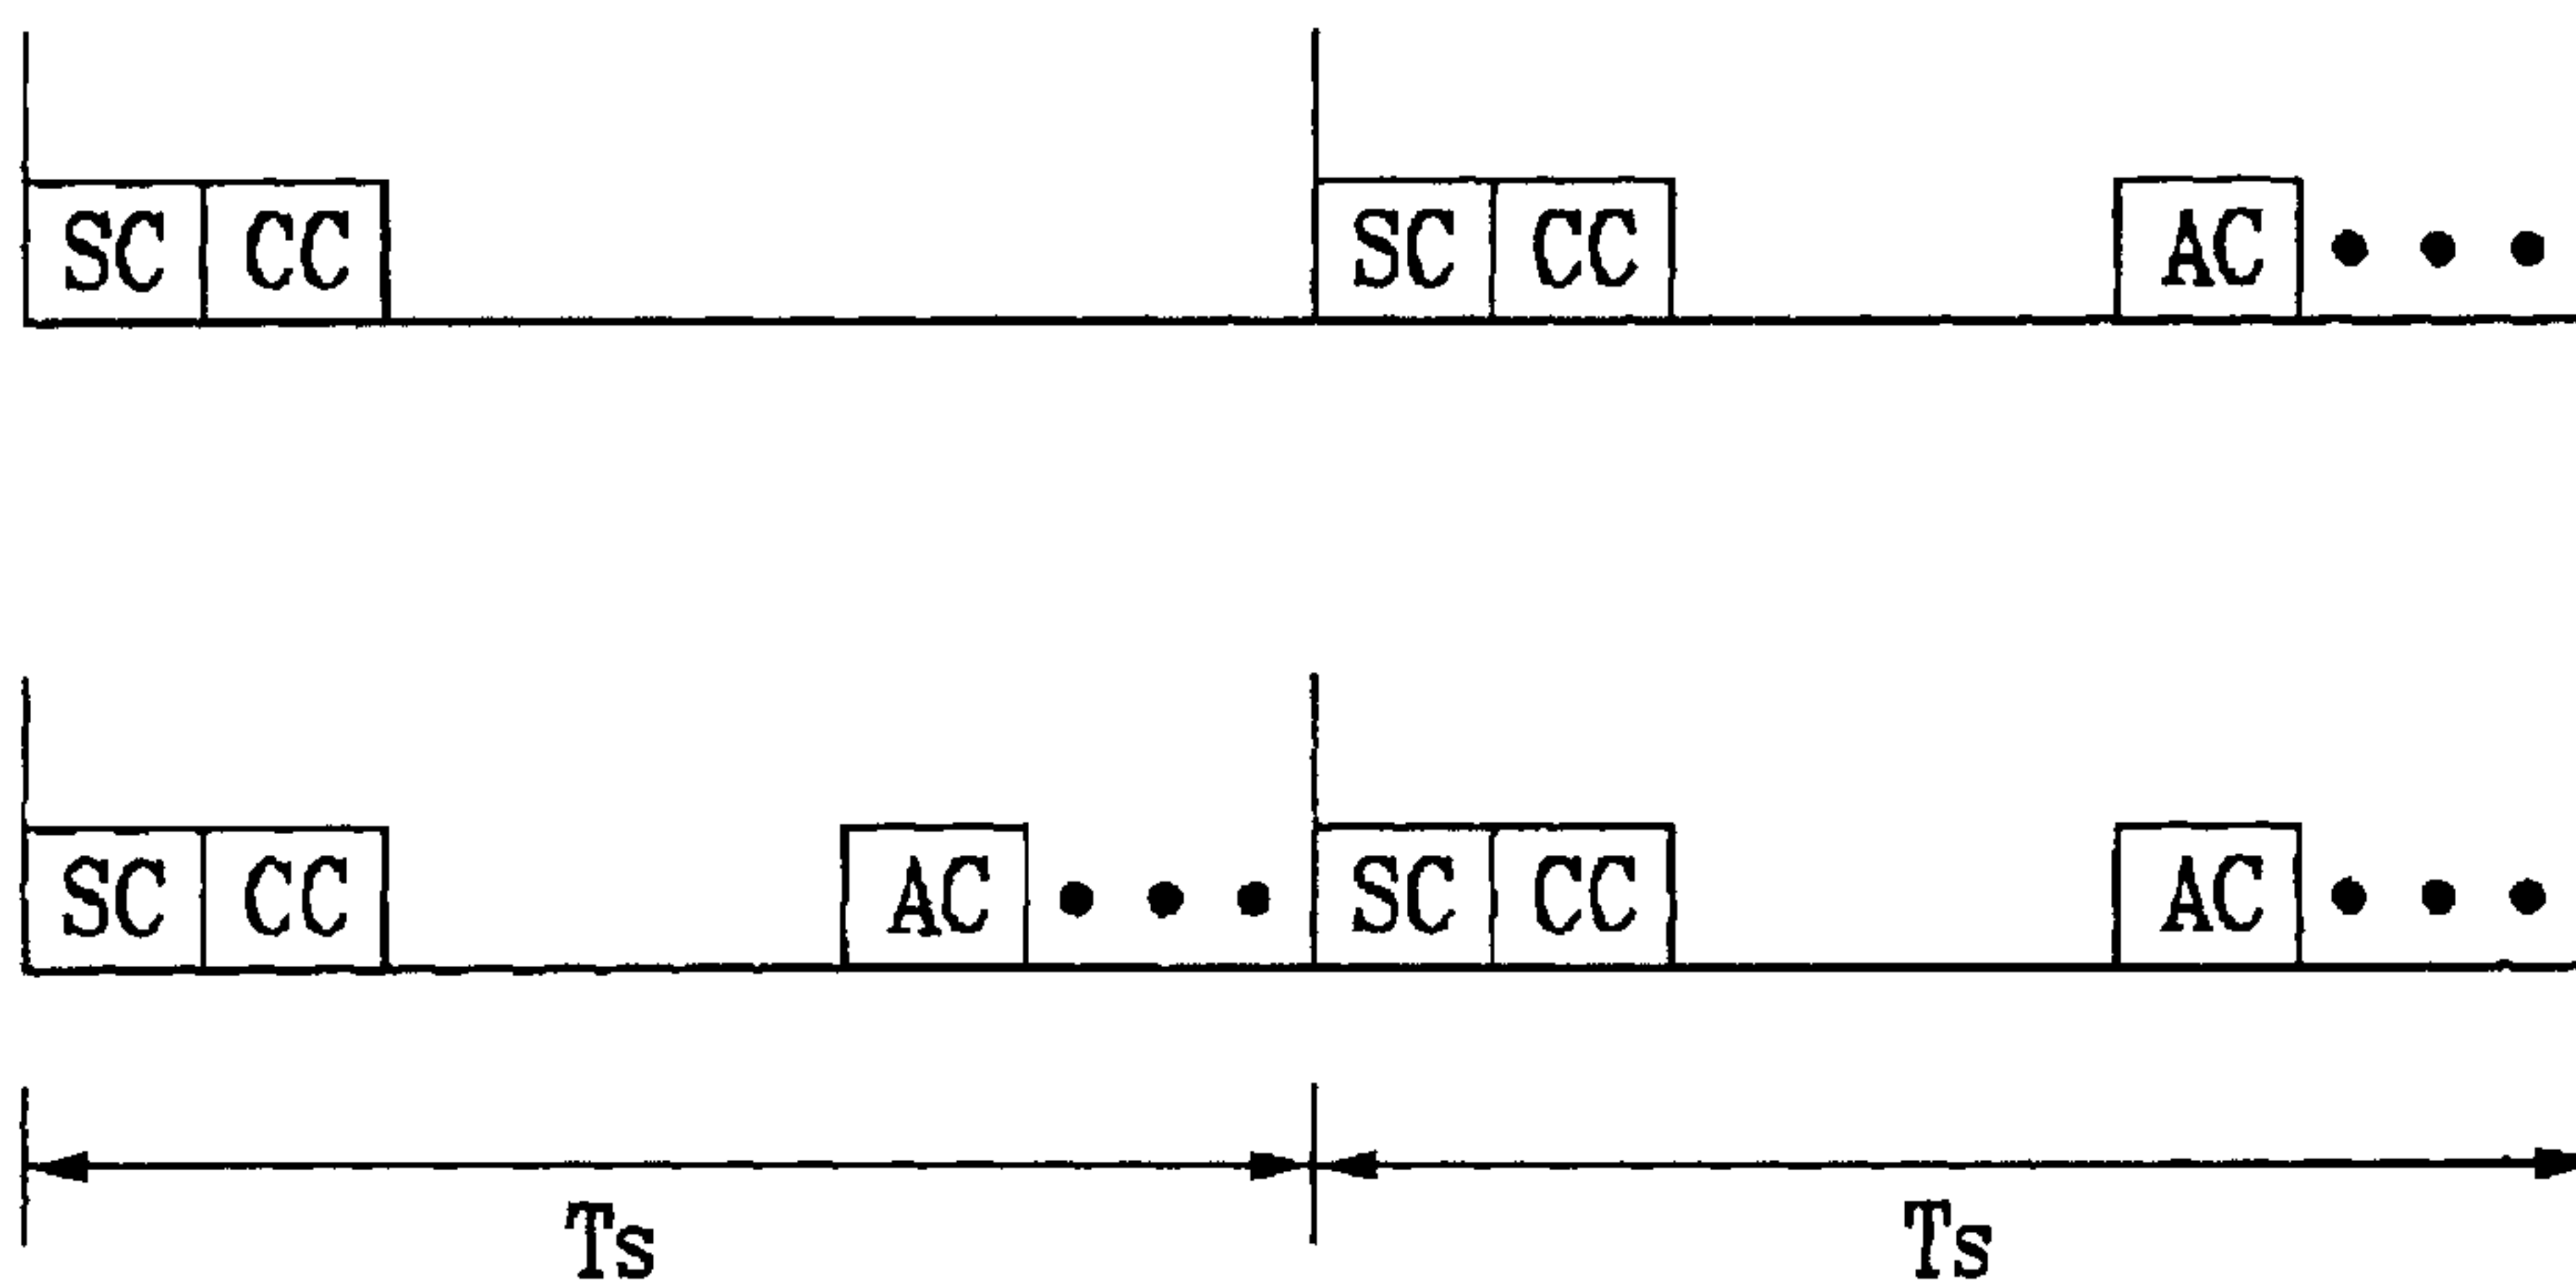 SC CC SC CC AC • • •
SC CC AC • • • SC CC AC • • •
Ts Ts